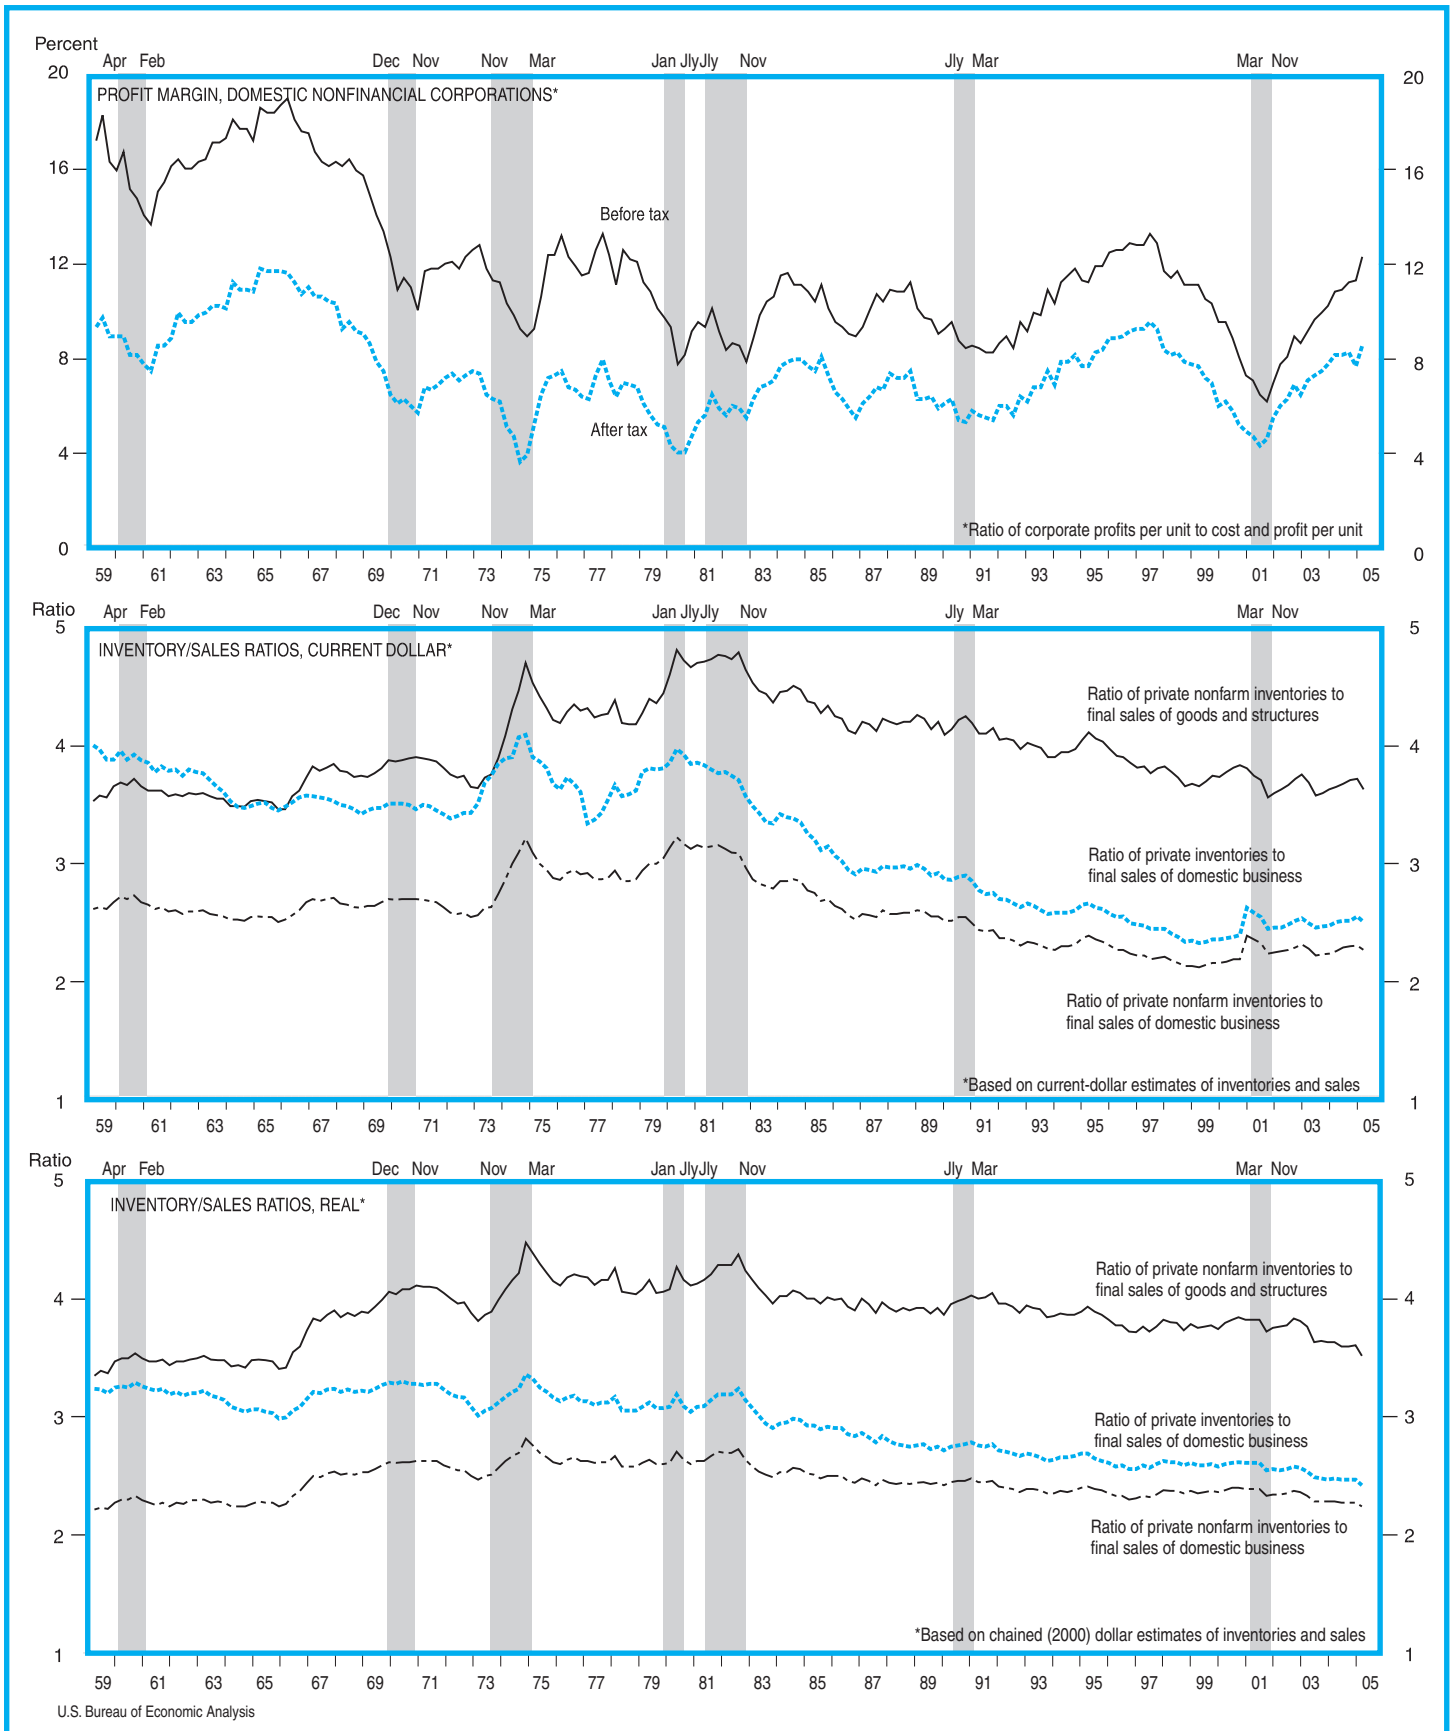 Percent
Apr Feb Dec Nov Nov Mar Jan Jly Jly Nov Jly Mar Mar Nov
20 20
PROFIT MARGIN, DOMESTIC NONFINANCIAL CORPORATIONS*
16 16
Before tax
12 12
8 8
After tax
4 4
*Ratio of corporate profits per unit to cost and profit per unit
0 0
59 61 63 65 67 69 71 73 75 77 79 81 83 85 87 89 91 93 95 97 99 01 03 05
Ratio
Apr Feb Dec Nov Nov Mar Jan Jly Jly Nov Jly Mar Mar Nov
5 5
INVENTORY/SALES RATIOS, CURRENT DOLLAR*
Ratio of private nonfarm inventories to
final sales of goods and structures
4 4
Ratio of private inventories to
final sales of domestic business
3 3
2 2
Ratio of private nonfarm inventories to
final sales of domestic business
*Based on current-dollar estimates of inventories and sales
1 1
59 61 63 65 67 69 71 73 75 77 79 81 83 85 87 89 91 93 95 97 99 01 03 05
Ratio
Apr Feb Dec Nov Nov Mar Jan Jly Jly Nov Jly Mar Mar Nov
5 5
INVENTORY/SALES RATIOS, REAL*
Ratio of private nonfarm inventories to
final sales of goods and structures
4 4
Ratio of private inventories to
final sales of domestic business
3 3
Ratio of private nonfarm inventories to
final sales of domestic business
2 2
*Based on chained (2000) dollar estimates of inventories and sales
1 1
59 61 63 65 67 69 71 73 75 77 79 81 83 85 87 89 91 93 95 97 99 01 03 05
U.S. Bureau of Economic Analysis